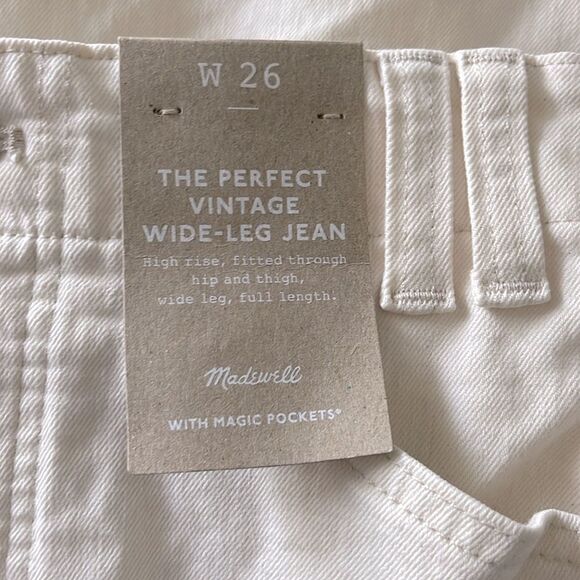 W 26
THE PERFECT
VINTAGE
WIDE-LEG JEAN
High rise, fitted through
hip and thigh,
wide leg, full length.
Madewell
WITH MAGIC POCKETS®